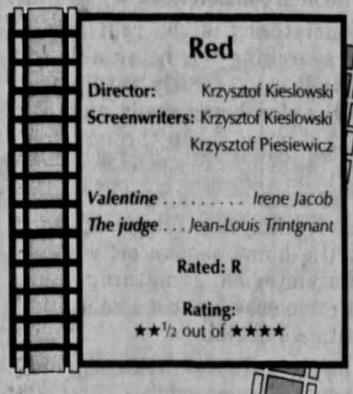 Red
Director: Krzysztof Kieslowski
Screenwriters: Krzysztof Kieslowski
Krzysztof Piesiewicz
Valentine . . . . . . . . . Irene Jacob
The judge . . . Jean-Louis Trintgnant
Rated: R
Rating:
★★½ out of ★★★★